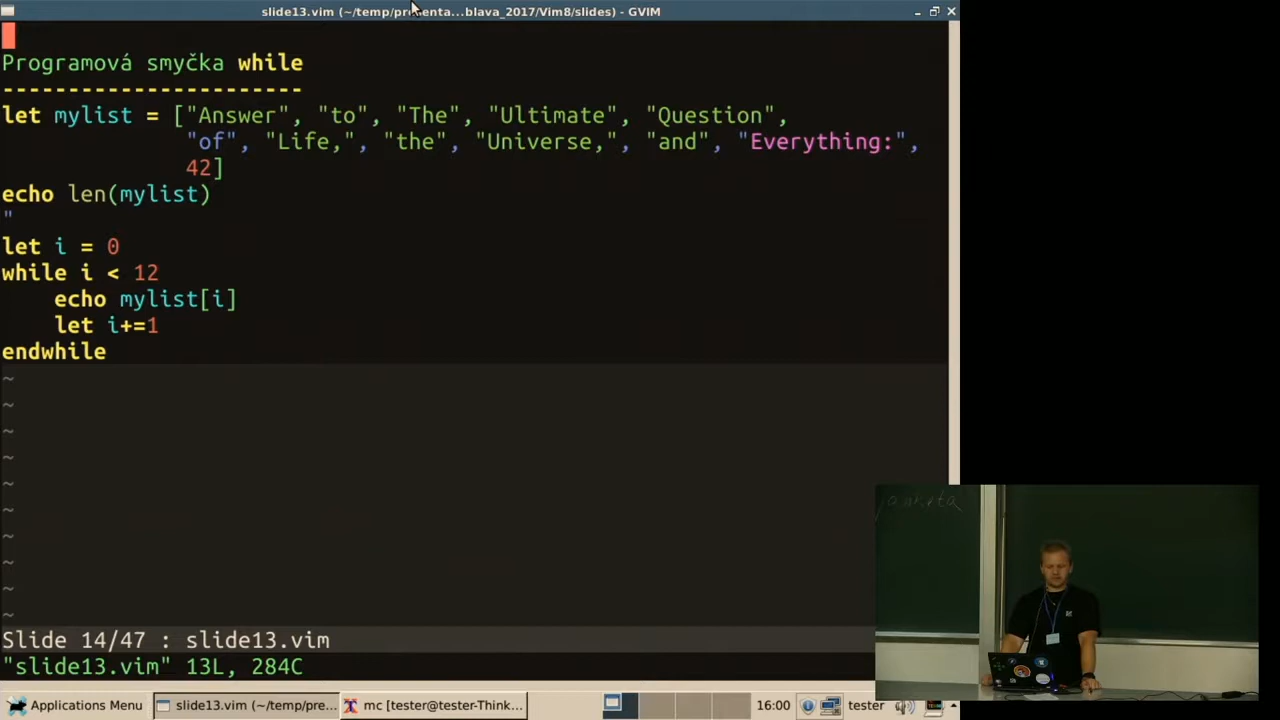 slide13.vim (~/temp/presenta...blava_2017/Vim8/slides) - GVIM
Programová smyčka while
-----------------------
let mylist = ["Answer", "to", "The", "Ultimate", "Question",
"of", "Life,", "the", "Universe,", "and", "Everything:",
42]
echo len(mylist)
"
let i = 0
while i < 12
echo mylist[i]
let i+=1
endwhile
~
~
~
~
~
~
~
~
~
~
Slide 14/47 : slide13.vim
"slide13.vim" 13L, 284C
Applications Menu
slide13.vim (~/temp/pre...
mc [tester@tester-Think...
16:00
tester